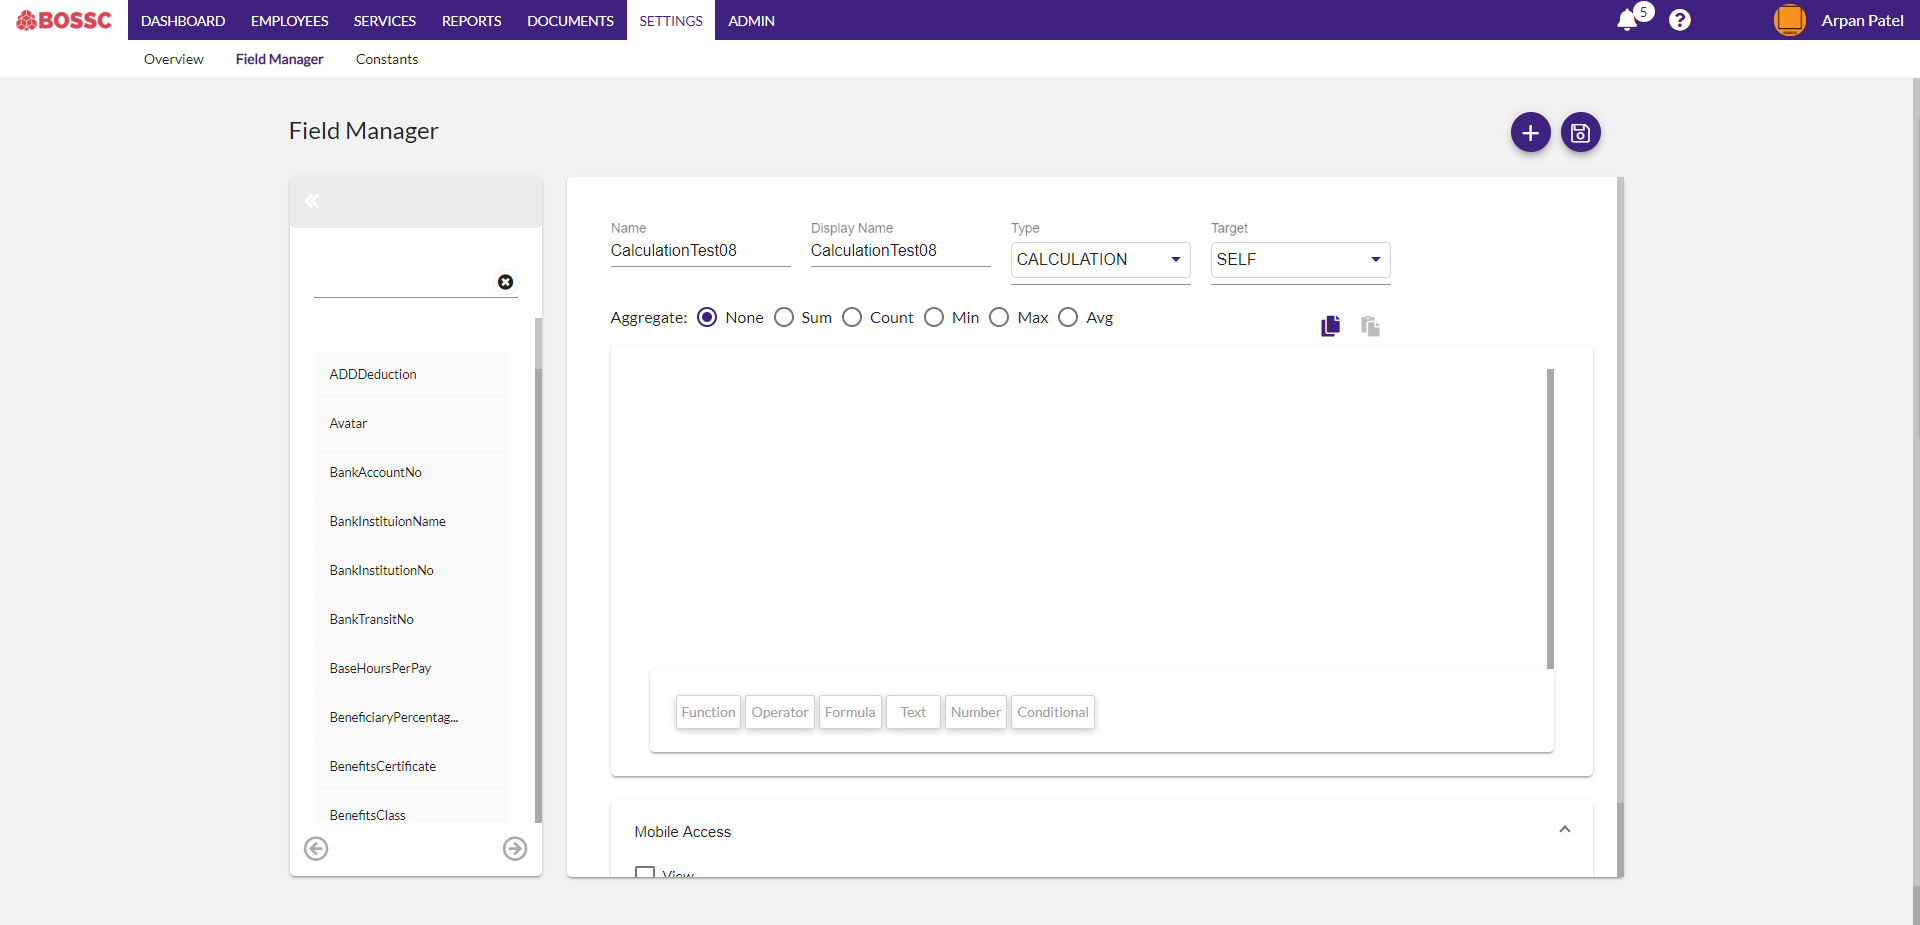 BOSSC DASHBOARD EMPLOYEES SERVICES REPORTS DOCUMENTS SETTINGS ADMIN 5 ? Arpan Patel
Overview Field Manager Constants
Field Manager
Name Display Name Type Target
CalculationTest08 CalculationTest08 CALCULATION SELF
Aggregate: None Sum Count Min Max Avg
ADDDeduction
Avatar
BankAccountNo
BankInstituionName
BankInstitutionNo
BankTransitNo
BaseHoursPerPay
BeneficiaryPercentag...
BenefitsCertificate
BenefitsClass
Function Operator Formula Text Number Conditional
Mobile Access
View